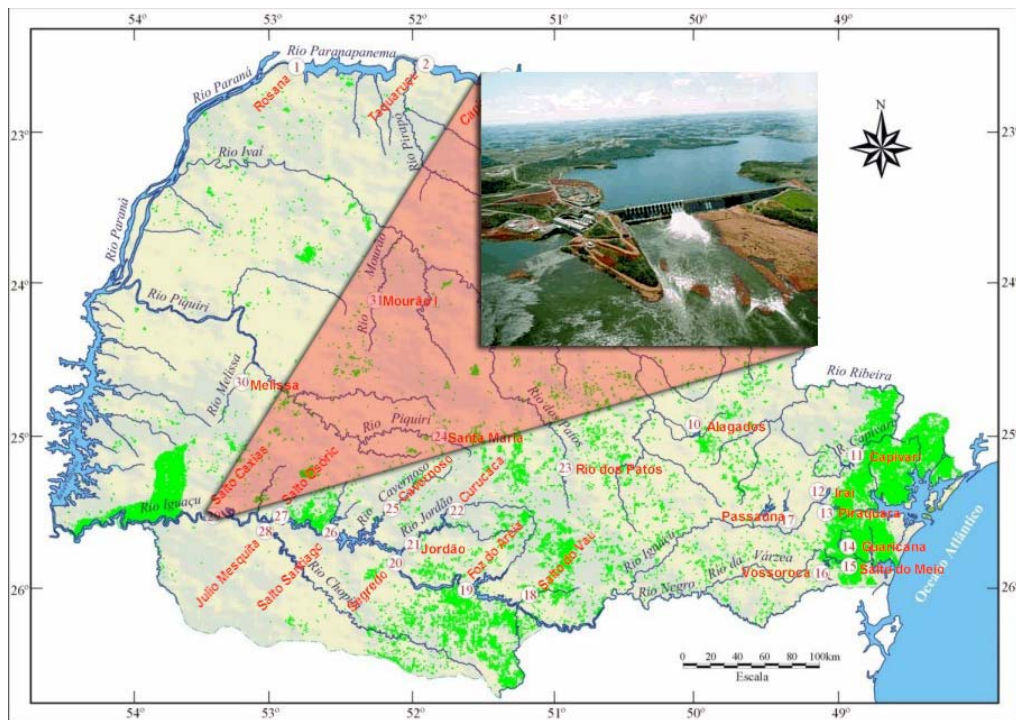 54°
53°
52°
51°
50°
49°
Rio Paranapanema
1
2
Rio Paraná
Rosana
Taquaruçu
Rio Pirapó
N
23°
23°
Rio Ivaí
Rio Paraná
Rio Mourão
24°
24°
Rio Piquiri
Mourão I
30
Melissa
Rio Melissa
Rio Ribeira
Rio dos Patos
Piquiri
Rio
10
Alagados
25°
25°
24
Santa Maria
Rio Capivari
11
Capivari
Salto Caxias
Salto Osorio
Cavernoso
Cavernoso
Curucaca
23
Rio dos Patos
12
Iraí
Rio Iguaçu
27
Rio
25
Rio Jordão
22
Passaúna
13
Piraquara
28
26
21
Jordão
Foz do Areia
Salto do Vau
Rio Iguaçu
14
Guaricana
Julio Mesquita
Salto Santiago
Rio Chopim
20
Segredo
Rio da Várzea
Vossoroca
16
15
Salto do Meio
19
18
Rio Negro
26°
26°
Oceano Atlântico
0 20 40 60 80 100km
Escala
54°
53°
52°
51°
50°
49°